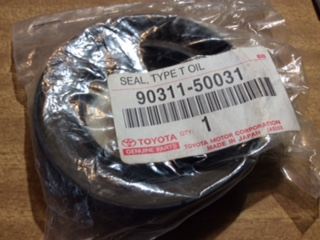 SEAL, TYPE T OIL
90311-50031
TOYOTA QTY. 1
GENUINE PARTS TOYOTA MOTOR CORPORATION
MADE IN JAPAN